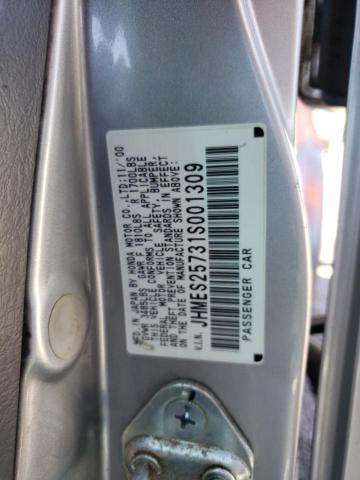 MFD. IN JAPAN BY HONDA MOTOR CO.,LTD.11/'00
GVWR 3485LBS GAWR F 1810LBS R 1700LBS
THIS VEHICLE CONFORMS TO ALL APPLICABLE
FEDERAL MOTOR VEHICLE SAFETY, BUMPER,
AND THEFT PREVENTION STANDARDS IN EFFECT
ON THE DATE OF MANUFACTURE SHOWN ABOVE.
V.I.N. JHMES25731S001309
PASSENGER CAR